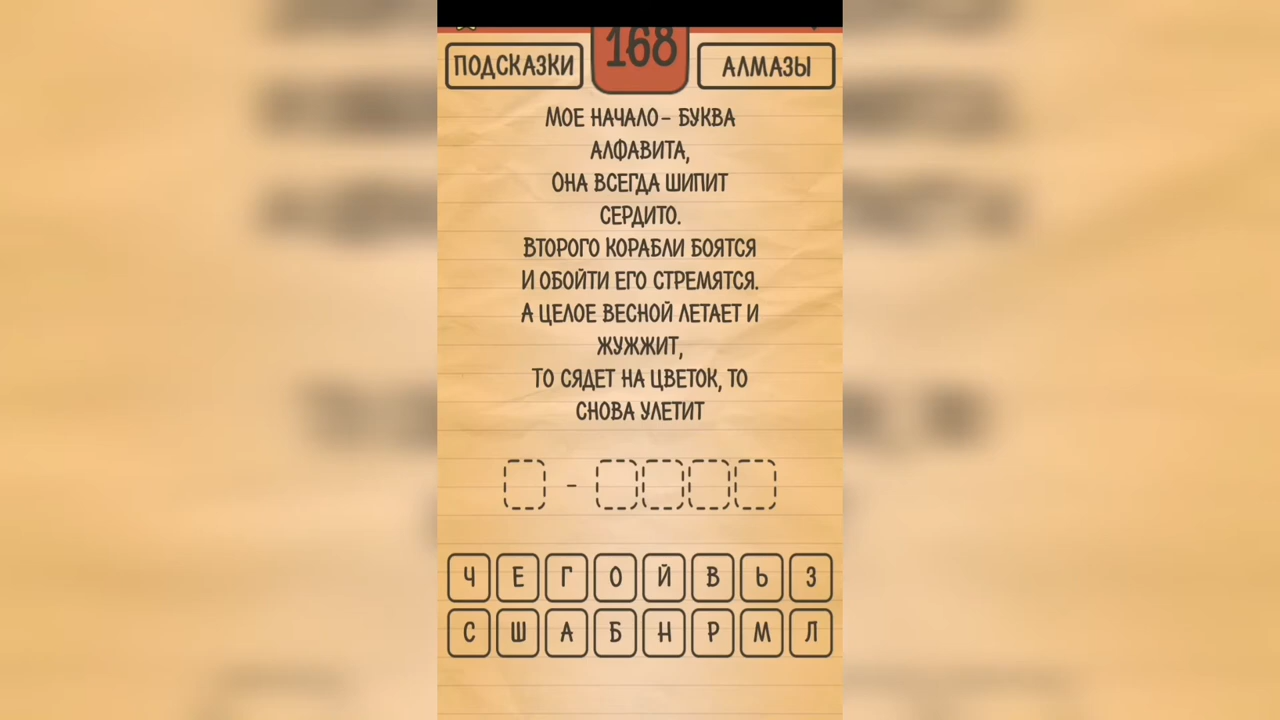 168
ПОДСКАЗКИ
АЛМАЗЫ
МОЕ НАЧАЛО- БУКВА
АЛФАВИТА,
ОНА ВСЕГДА ШИПИТ
СЕРДИТО.
ВТОРОГО КОРАБЛИ БОЯТСЯ
И ОБОЙТИ ЕГО СТРЕМЯТСЯ.
А ЦЕЛОЕ ВЕСНОЙ ЛЕТАЕТ И
ЖУЖЖИТ,
ТО СЯДЕТ НА ЦВЕТОК, ТО
СНОВА УЛЕТИТ
-
Ч Е Г О Й В Ь З
С Ш А Б Н Р М Л